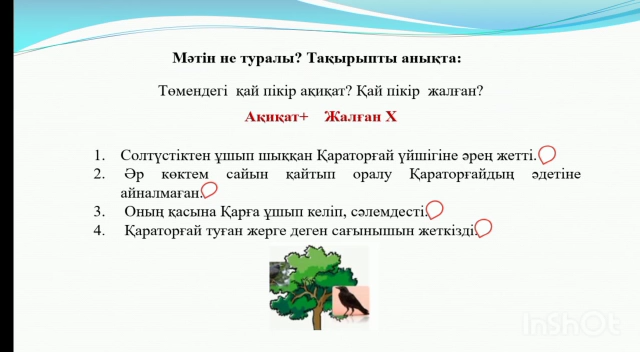 Мәтін не туралы? Тақырыпты анықта:
Төмендегі қай пікір ақиқат? Қай пікір жалған?
Ақиқат+ Жалған Х
1. Солтүстіктен ұшып шыққан Қараторғай үйшігіне әрең жетті.
2. Әр көктем сайын қайтып оралу Қараторғайдың әдетіне
айналмаған.
3. Оның қасына Қарға ұшып келіп, сәлемдесті.
4. Қараторғай туған жерге деген сағынышын жеткізді.
InShOt